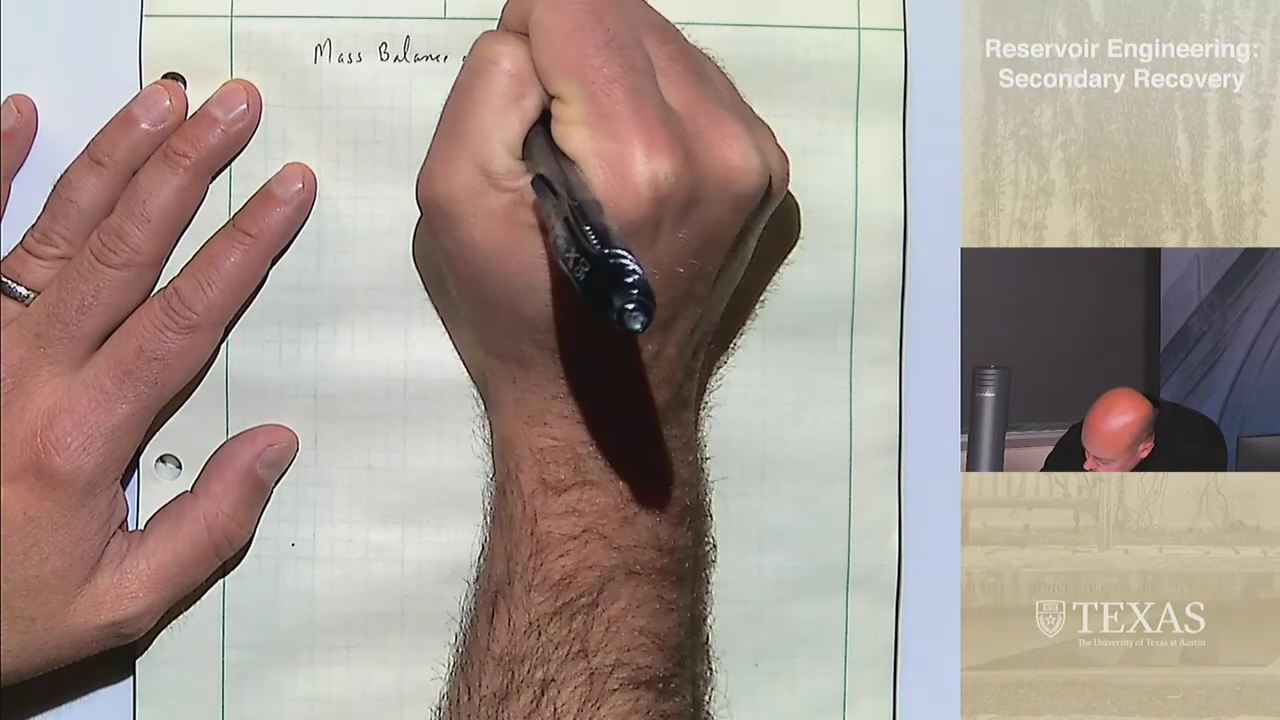 Mass Balance
Reservoir Engineering:
Secondary Recovery
TEXAS
The University of Texas at Austin